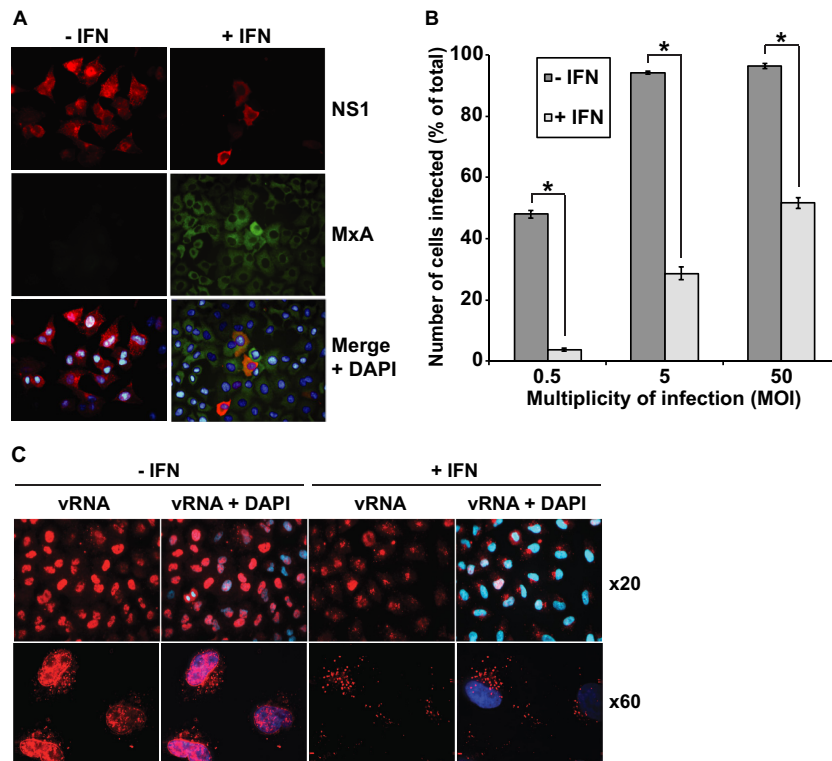 A
- IFN
+ IFN
NS1
MxA
Merge
+ DAPI
B
Number of cells infected (% of total)
100
80
60
40
20
0
- IFN
+ IFN
*
*
*
0.5
5
50
Multiplicity of infection (MOI)
C
- IFN
+ IFN
vRNA
vRNA + DAPI
vRNA
vRNA + DAPI
x20
x60